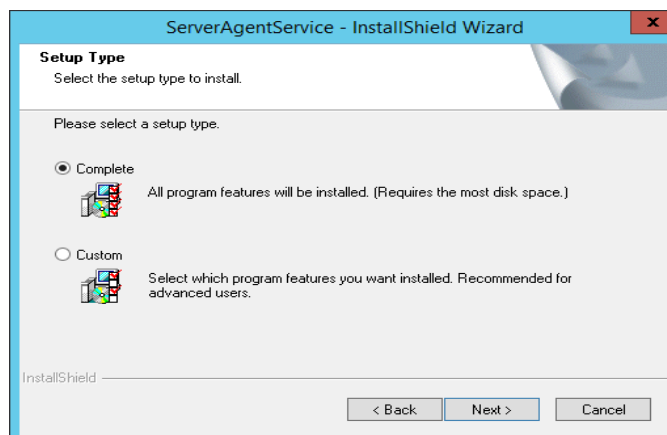 ServerAgentService - InstallShield Wizard
x
Setup Type
Select the setup type to install.
Please select a setup type.
Complete
All program features will be installed. (Requires the most disk space.)
Custom
Select which program features you want installed. Recommended for
advanced users.
InstallShield
< Back Next > Cancel